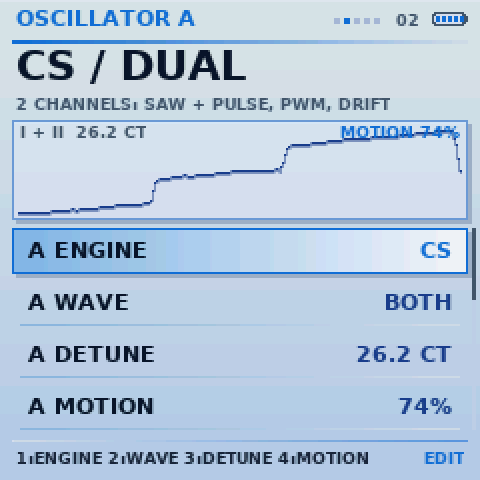 OSCILLATOR A 02
CS / DUAL
2 CHANNELS: SAW + PULSE, PWM, DRIFT
I + II 26.2 CT MOTION 74%
A ENGINE CS
A WAVE BOTH
A DETUNE 26.2 CT
A MOTION 74%
1:ENGINE 2:WAVE 3:DETUNE 4:MOTION EDIT